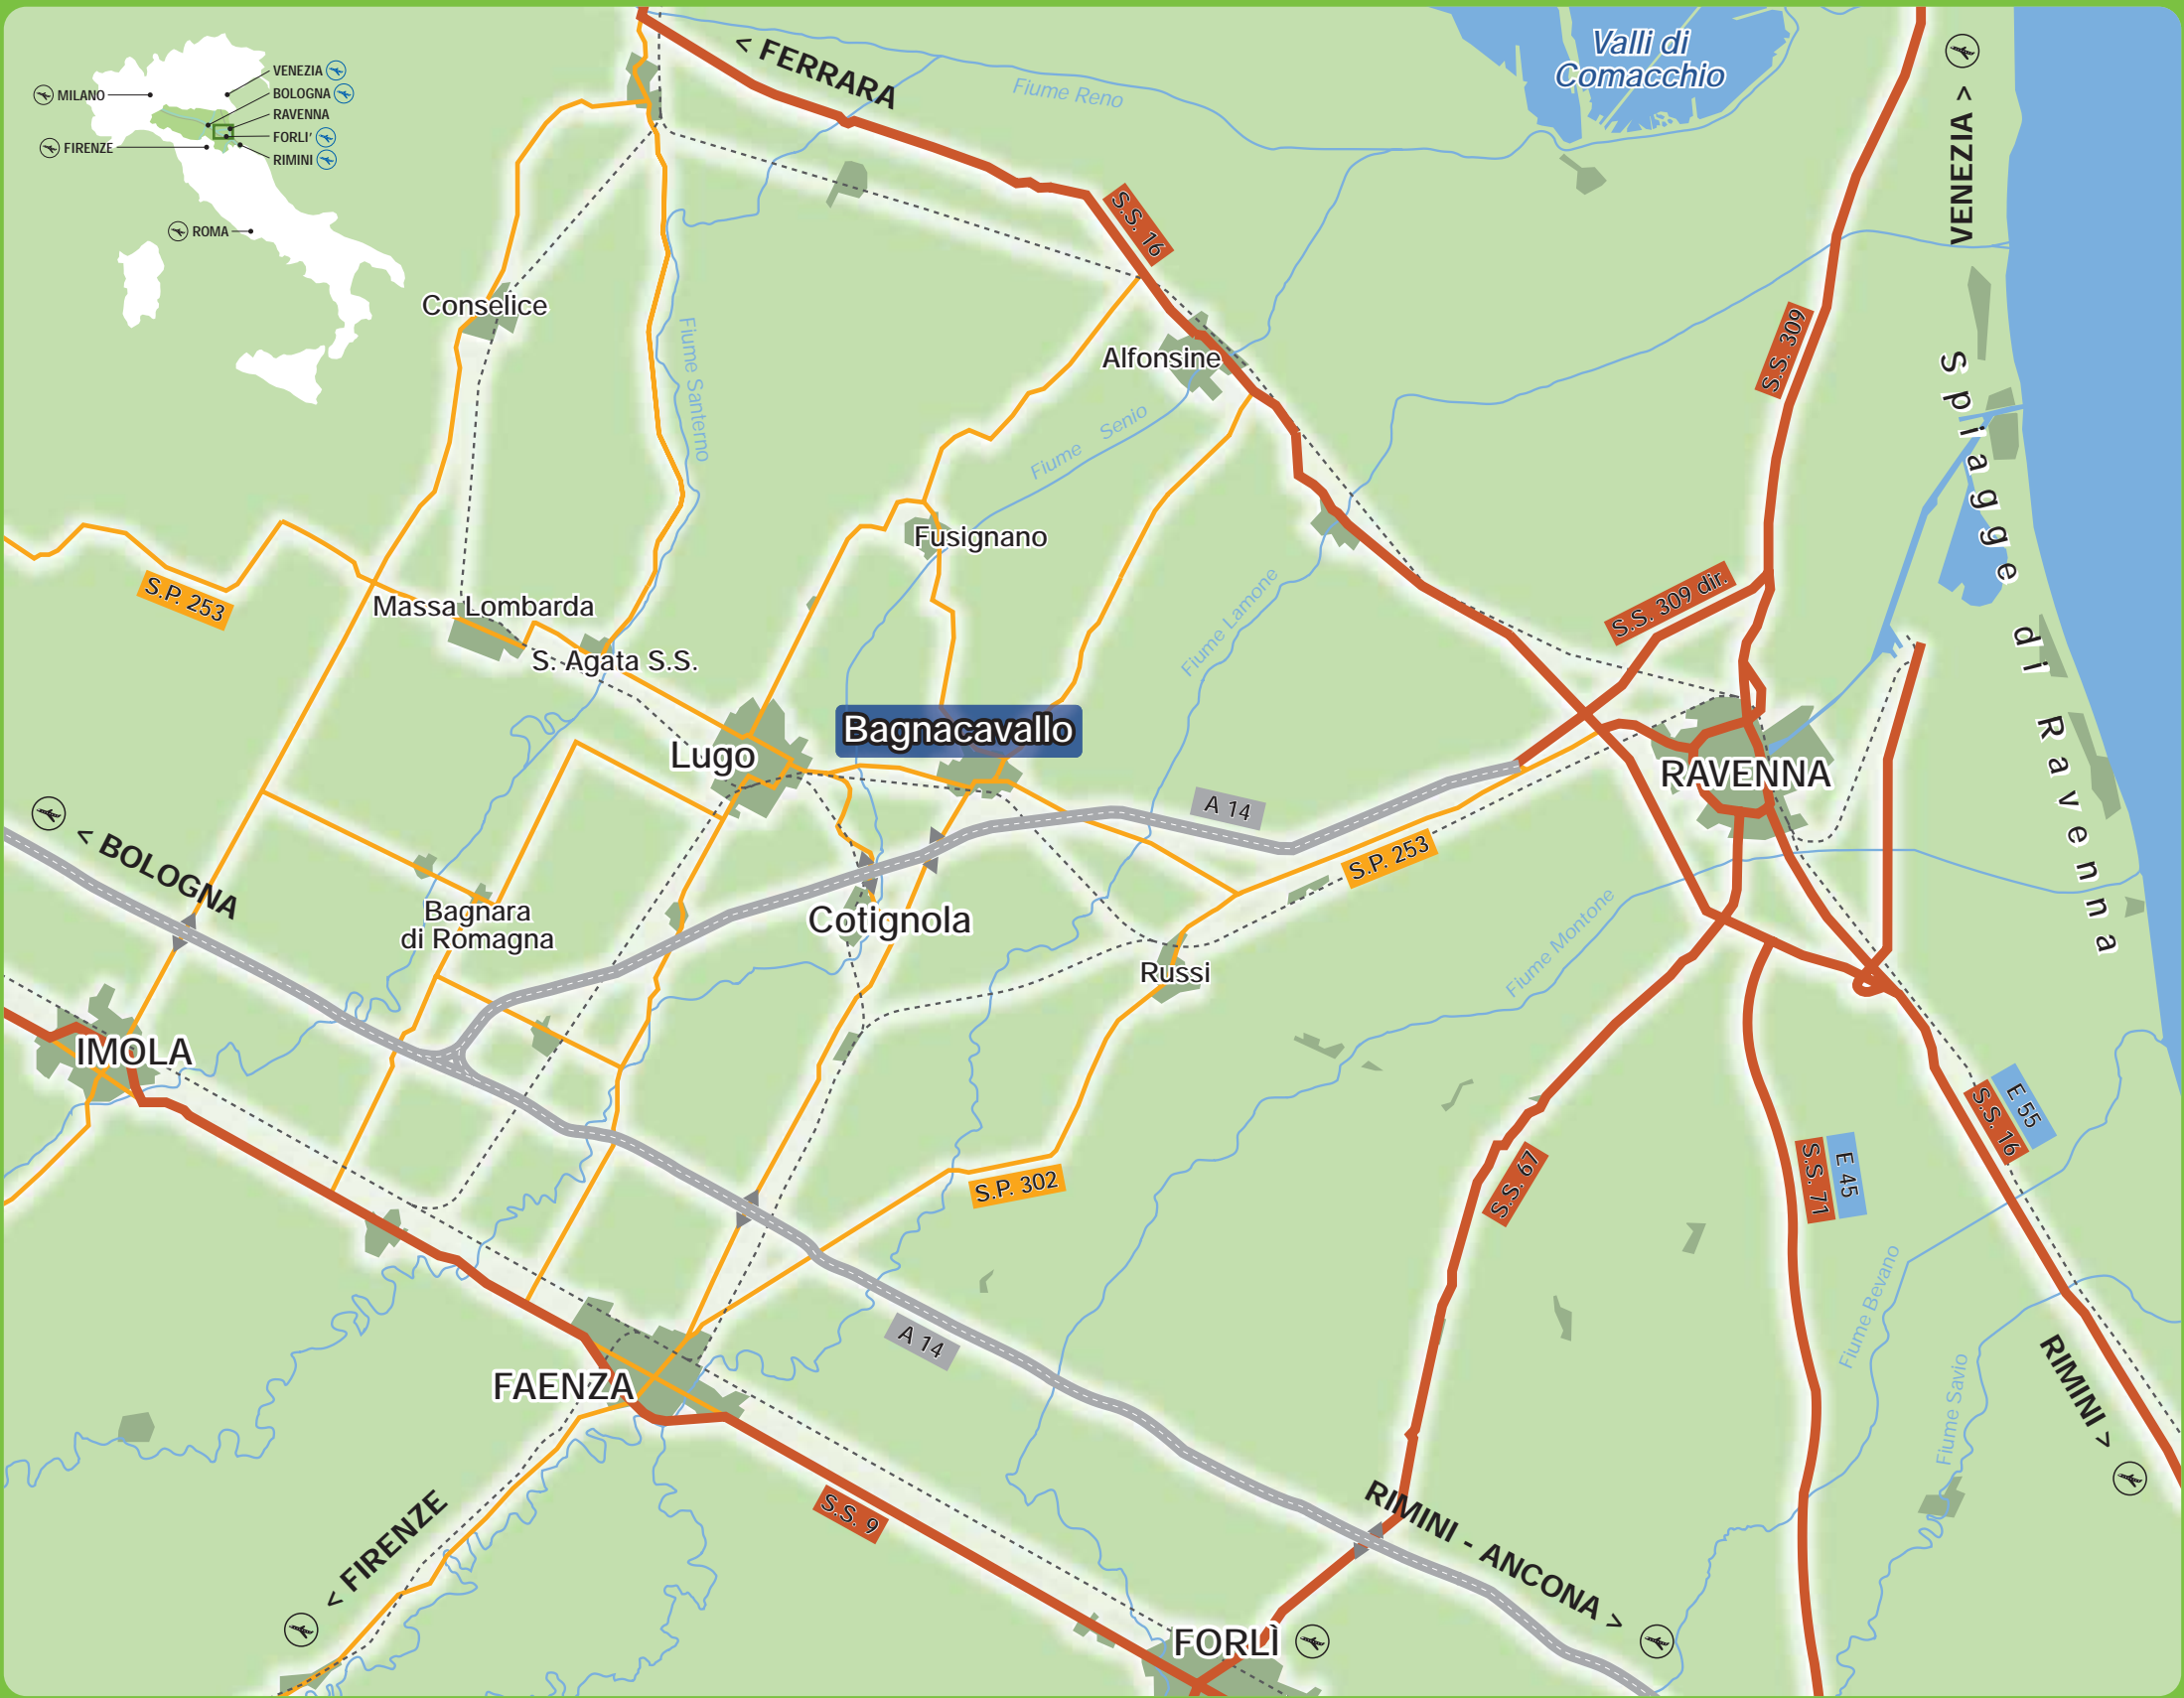 VENEZIA
MILANO
BOLOGNA
RAVENNA
FORLI'
FIRENZE
RIMINI
ROMA
< FERRARA
Fiume Reno
Valli di
Comacchio
VENEZIA >
S.S. 16
Conselice
Fiume Santerno
Alfonsine
S.S. 309
Fiume Senio
Spiagge di Ravenna
Fusignano
S.P. 253
Massa Lombarda
S.S. 309 dir.
Fiume Lamone
S. Agata S.S.
Bagnacavallo
Lugo
RAVENNA
A 14
S.P. 253
< BOLOGNA
Bagnara
di Romagna
Cotignola
Russi
Fiume Montone
IMOLA
E 55
S.S. 16
S.P. 302
S.S. 67
E 45
S.S. 71
Fiume Bevano
A 14
FAENZA
Fiume Savio
RIMINI >
S.S. 9
< FIRENZE
RIMINI - ANCONA >
FORLÌ